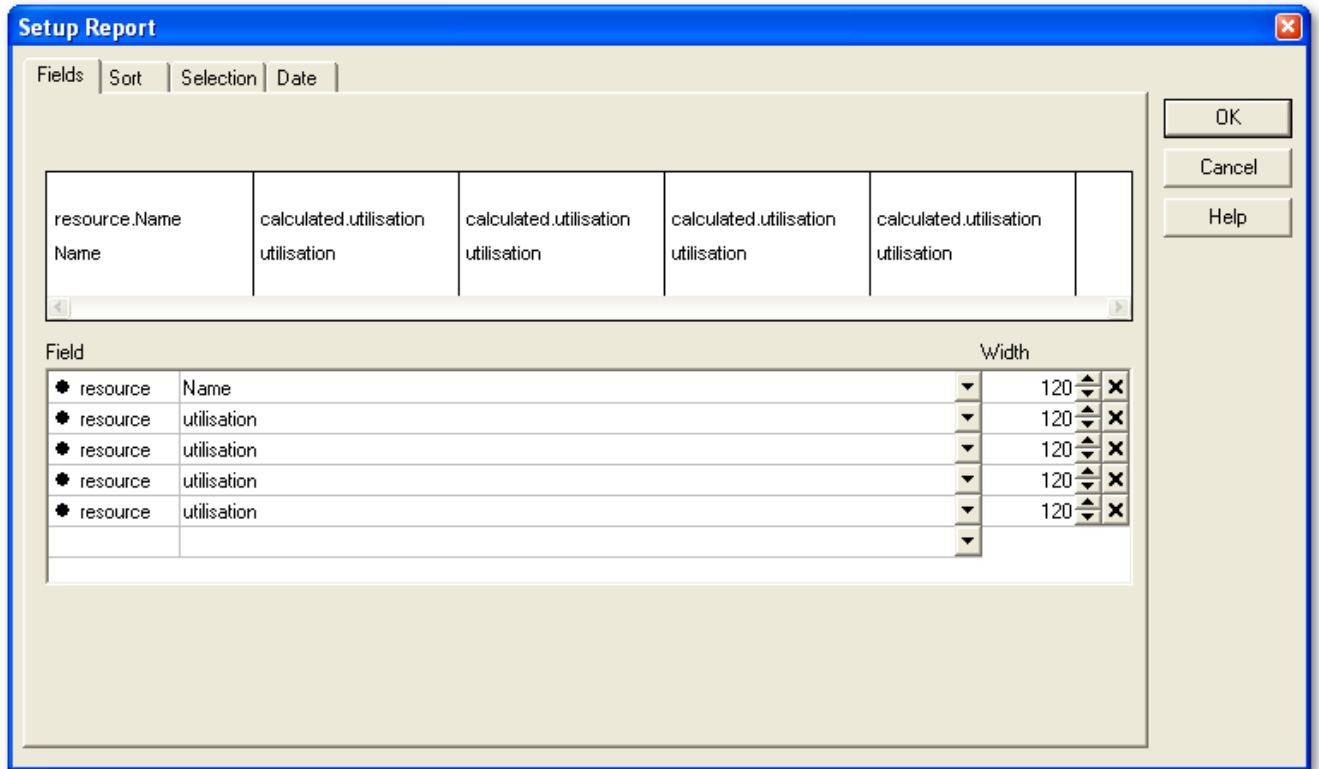 Setup Report
Fields Sort Selection Date
OK
Cancel
Help
resource.Name calculated.utilisation calculated.utilisation calculated.utilisation calculated.utilisation
Name utilisation utilisation utilisation utilisation
Field Width
resource Name 120
resource utilisation 120
resource utilisation 120
resource utilisation 120
resource utilisation 120